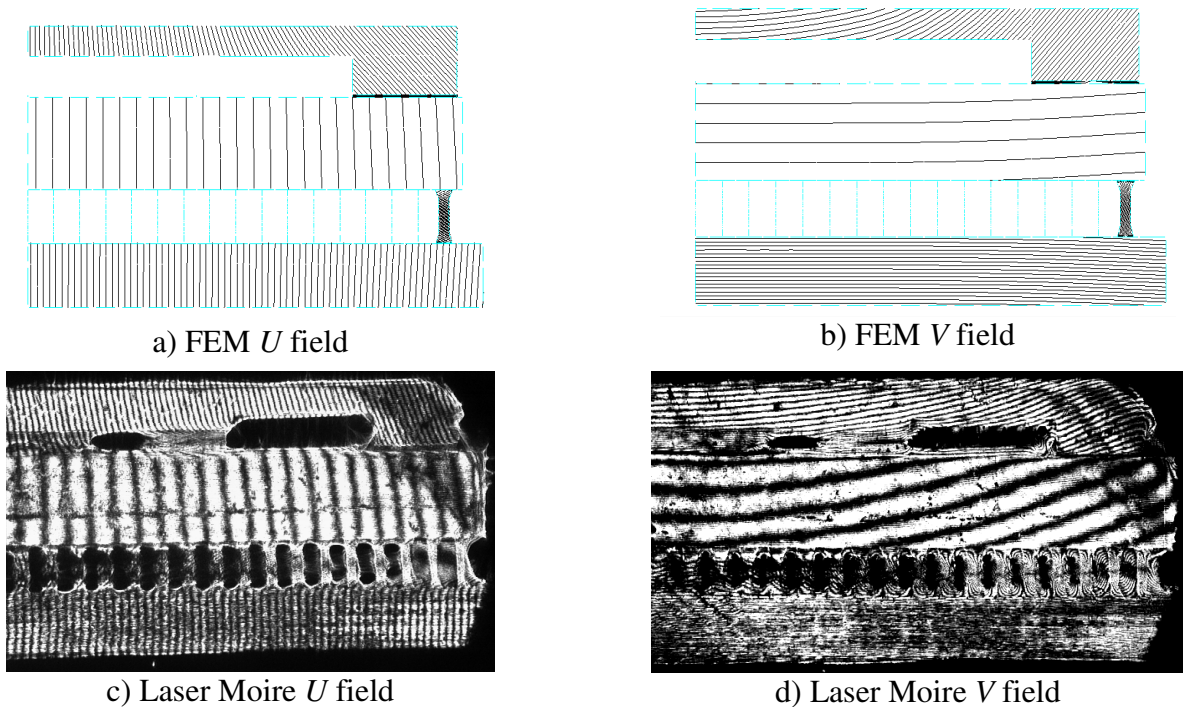 a) FEM U field
b) FEM V field
c) Laser Moire U field
d) Laser Moire V field